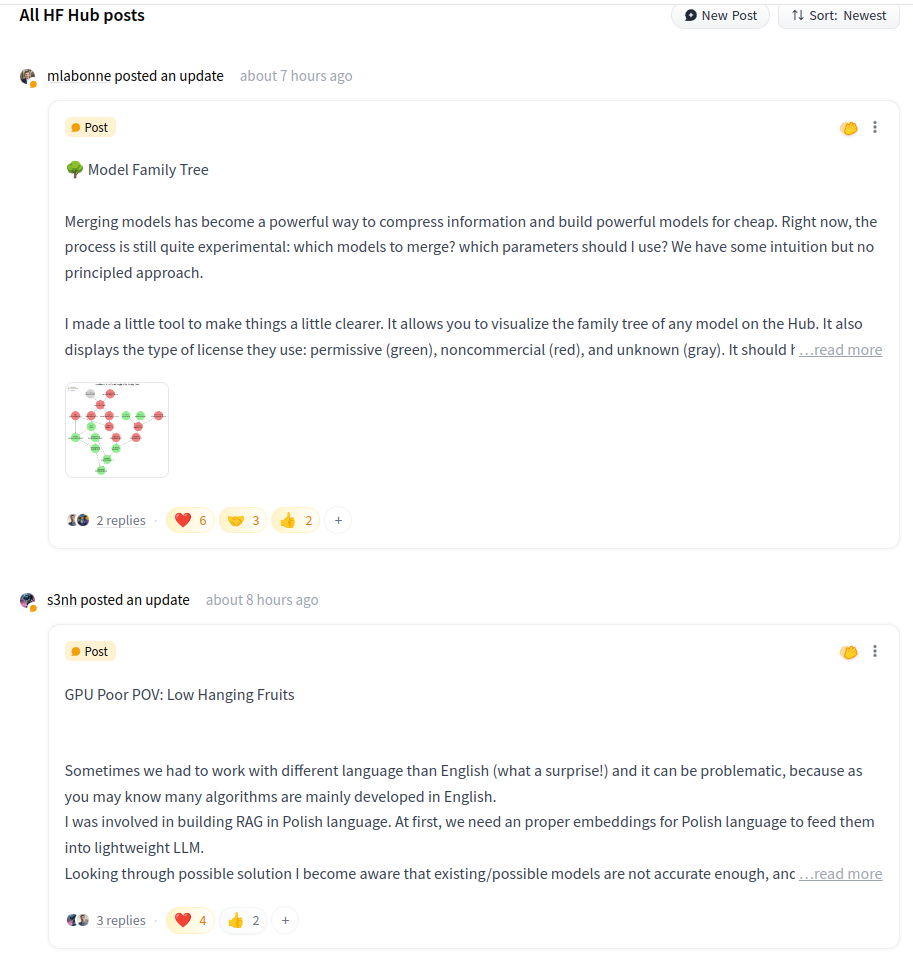 All HF Hub posts
New Post
Sort: Newest
mlabonne posted an update about 7 hours ago
Post
🌳 Model Family Tree
Merging models has become a powerful way to compress information and build powerful models for cheap. Right now, the
process is still quite experimental: which models to merge? which parameters should I use? We have some intuition but no
principled approach.
I made a little tool to make things a little clearer. It allows you to visualize the family tree of any model on the Hub. It also
displays the type of license they use: permissive (green), noncommercial (red), and unknown (gray). It should h …read more
2 replies · ❤️ 6 🤝 3 👍 2 +
s3nh posted an update about 8 hours ago
Post
GPU Poor POV: Low Hanging Fruits
Sometimes we had to work with different language than English (what a surprise!) and it can be problematic, because as
you may know many algorithms are mainly developed in English.
I was involved in building RAG in Polish language. At first, we need an proper embeddings for Polish language to feed them
into lightweight LLM.
Looking through possible solution I become aware that existing/possible models are not accurate enough, anc …read more
3 replies · ❤️ 4 👍 2 +